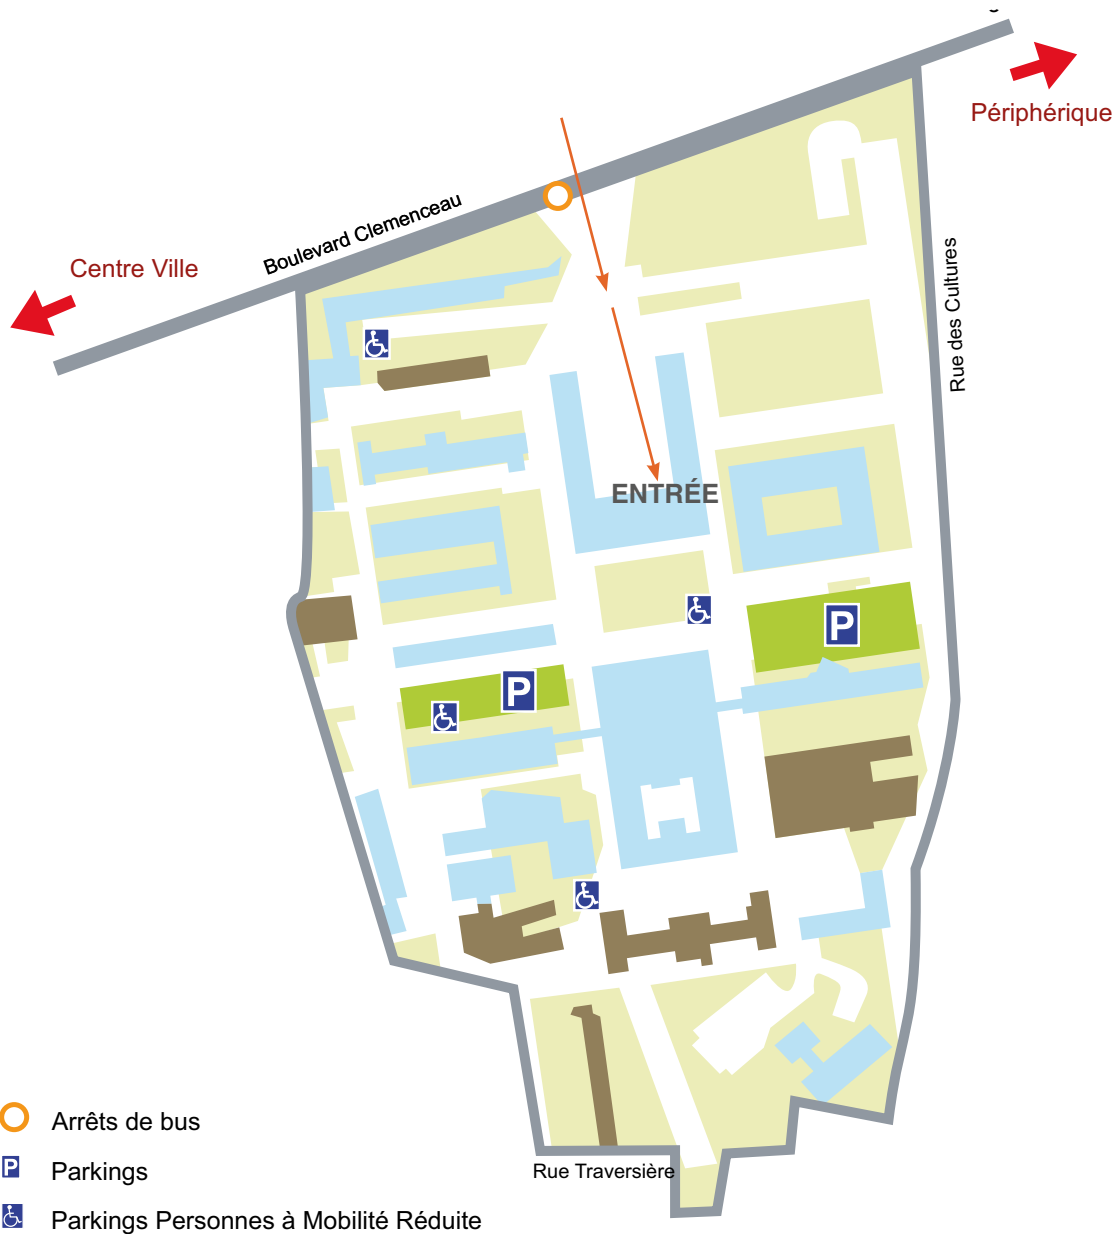 Périphérique
Boulevard Clemenceau
Centre Ville
Rue des Cultures
ENTRÉE
P
P
Rue Traversière
Arrêts de bus
P Parkings
Parkings Personnes à Mobilité Réduite